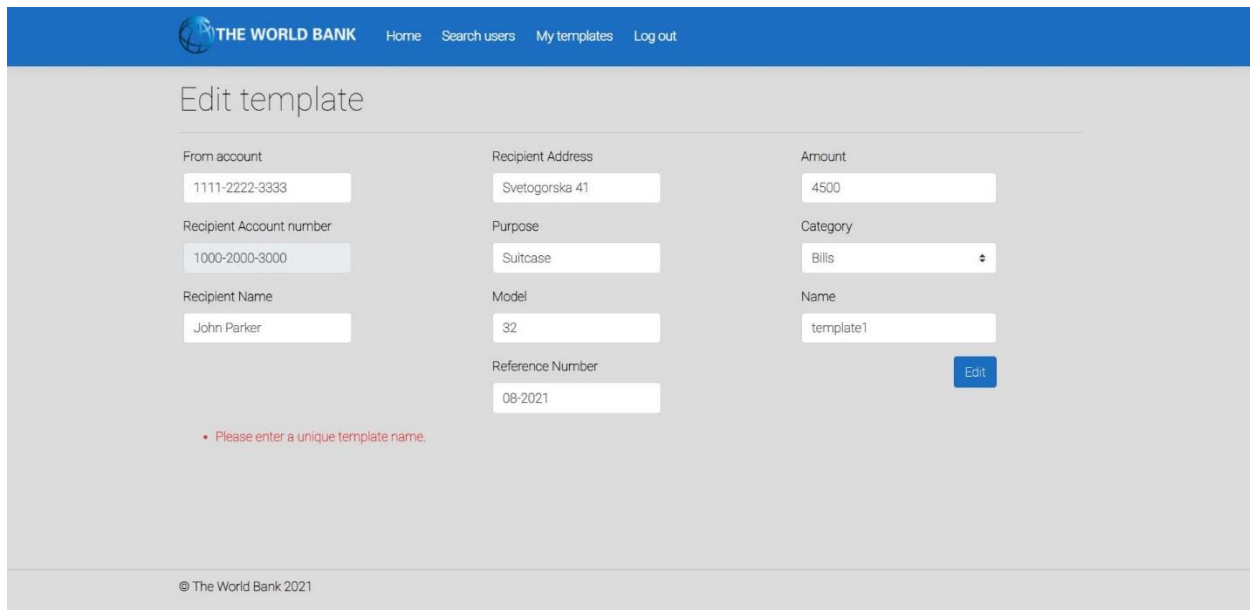 THE WORLD BANK Home Search users My templates Log out
Edit template
From account
1111-2222-3333
Recipient Account number
1000-2000-3000
Recipient Name
John Parker
Recipient Address
Svetogorska 41
Purpose
Suitcase
Model
32
Reference Number
08-2021
Amount
4500
Category
Bills
Name
template1
Edit
• Please enter a unique template name.
© The World Bank 2021